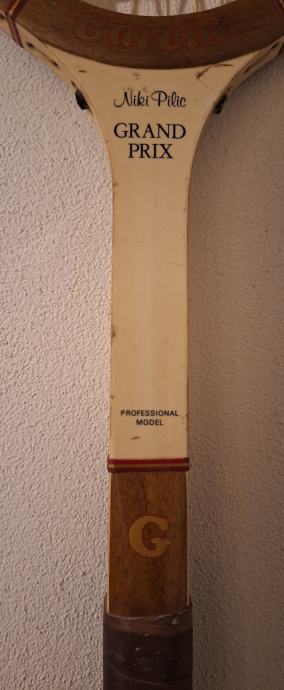 Niki Pilic
GRAND
PRIX
PROFESSIONAL
MODEL
G